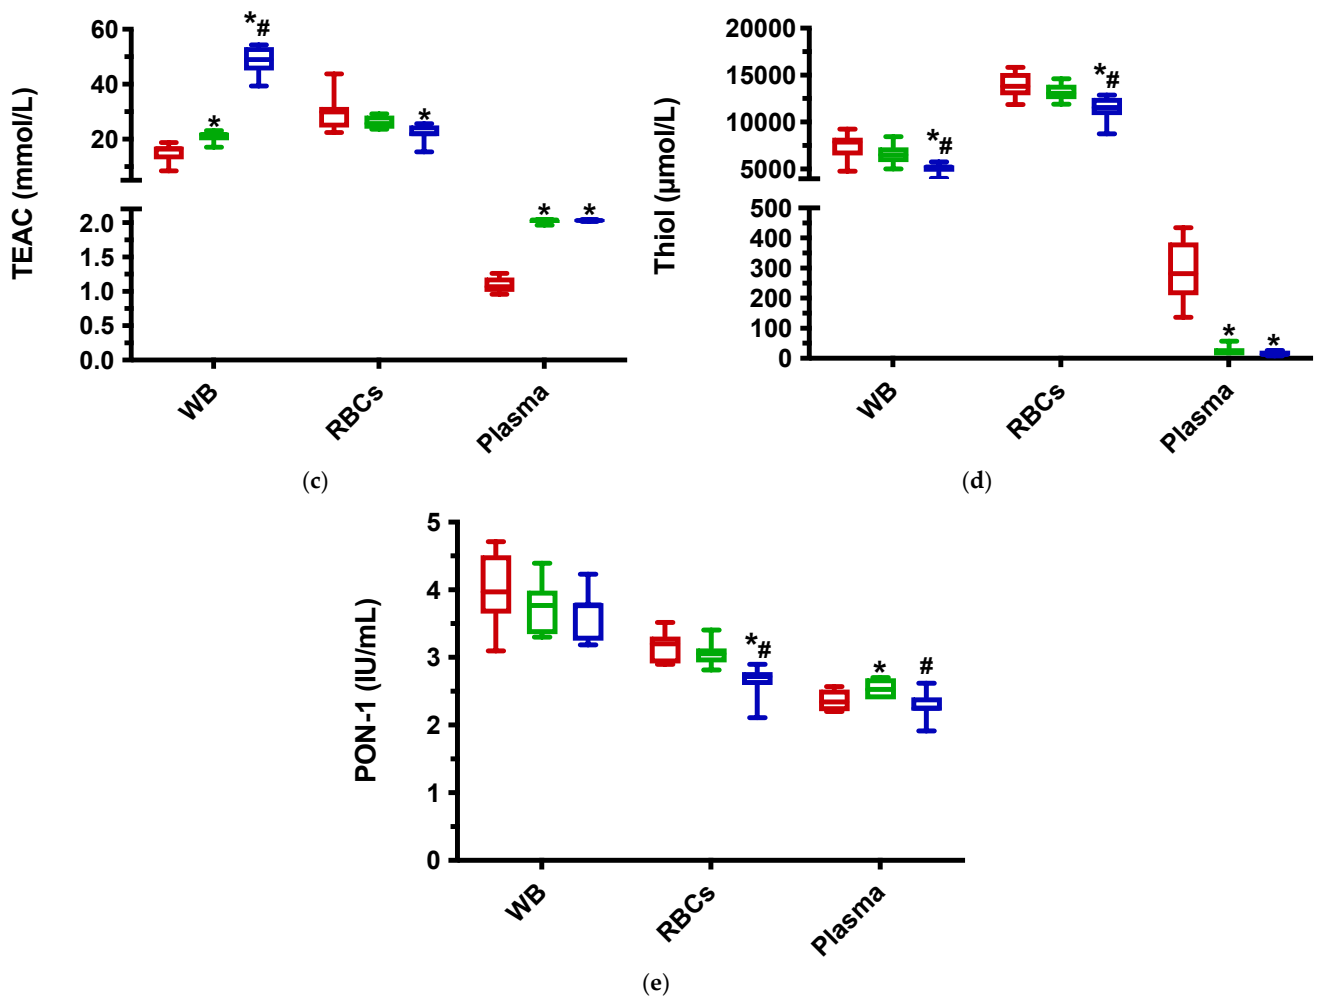 TEAC (mmol/L)
60
40
20
2.0
1.5
1.0
0.5
0.0
*#
*
*
*
*
WB
RBCs
Plasma
(c)
Thiol (µmol/L)
20000
15000
10000
5000
500
400
300
200
100
0
*#
*#
*
*
WB
RBCs
Plasma
(d)
PON-1 (IU/mL)
5
4
3
2
1
0
*#
*
#
WB
RBCs
Plasma
(e)